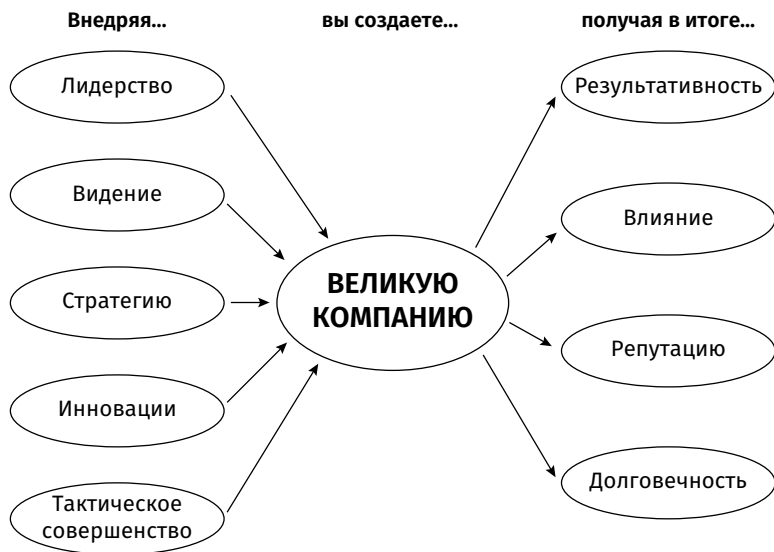 Внедряя...
вы создаете...
получая в итоге...
Лидерство
Видение
Стратегию
Инновации
Тактическое
совершенство
ВЕЛИКУЮ
КОМПАНИЮ
Результативность
Влияние
Репутацию
Долговечность